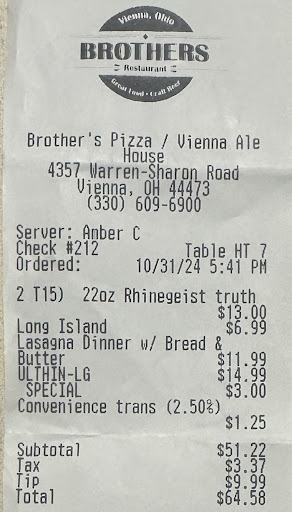 Vienna, Ohio
BROTHERS
Restaurant
Great Food • Craft Beer
Brother's Pizza / Vienna Ale
House
4357 Warren-Sharon Road
Vienna, OH 44473
(330) 609-6900
Server: Amber C
Check #212 Table HT 7
Ordered: 10/31/24 5:41 PM
2 T15) 22oz Rhinegeist truth
$13.00
Long Island $6.99
Lasagna Dinner w/ Bread &
Butter $11.99
ULTHIN-LG $14.99
SPECIAL $3.00
Convenience trans (2.50%)
$1.25
Subtotal $51.22
Tax $3.37
Tip $9.99
Total $64.58